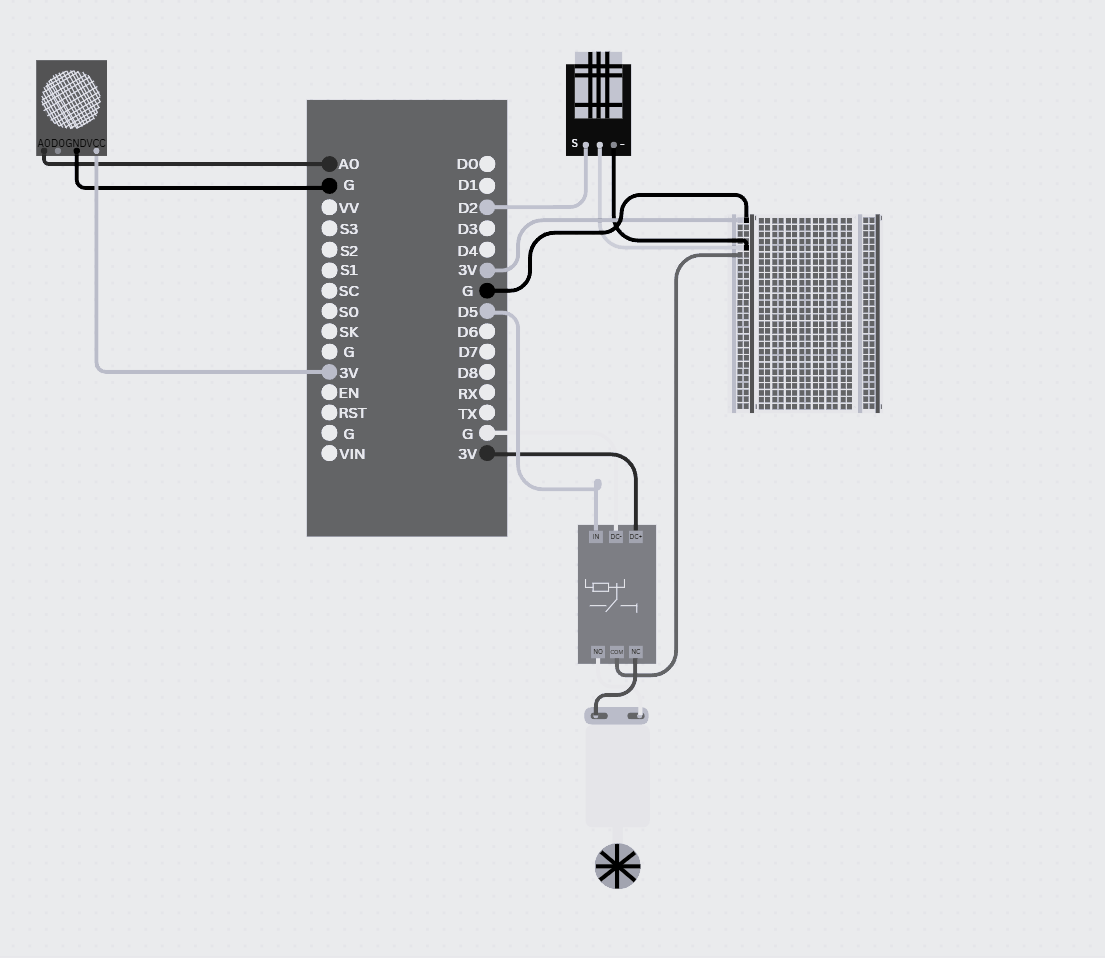 A0D0GNDVCC
S -
A0 D0
G D1
VV D2
S3 D3
S2 D4
S1 3V
SC G
S0 D5
SK D6
G D7
3V D8
EN RX
RST TX
G G
VIN 3V
IN DC- DC+
NO COM NC